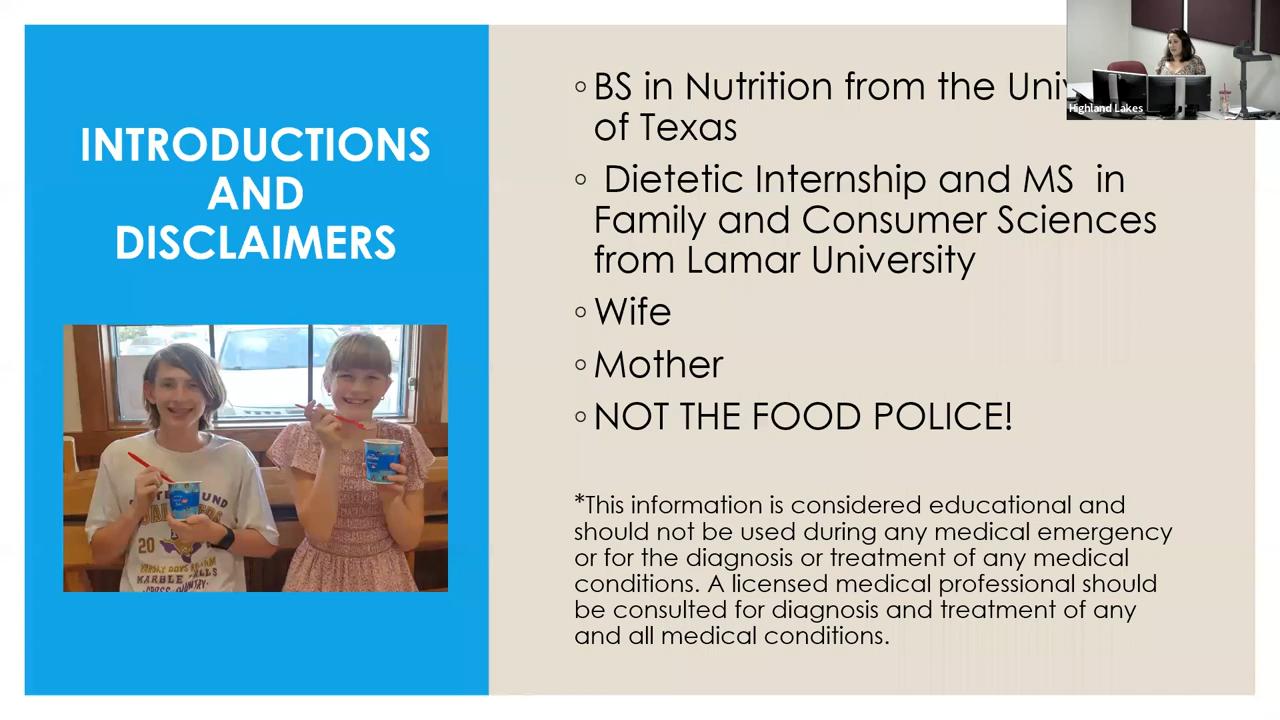 INTRODUCTIONS
AND
DISCLAIMERS
◦ BS in Nutrition from the
of Texas
◦ Dietetic Internship and MS in
Family and Consumer Sciences
from Lamar University
◦ Wife
◦ Mother
◦ NOT THE FOOD POLICE!
*This information is considered educational and
should not be used during any medical emergency
or for the diagnosis or treatment of any medical
conditions. A licensed medical professional should
be consulted for diagnosis and treatment of any
and all medical conditions.
Highland Lakes
20
MARBLE